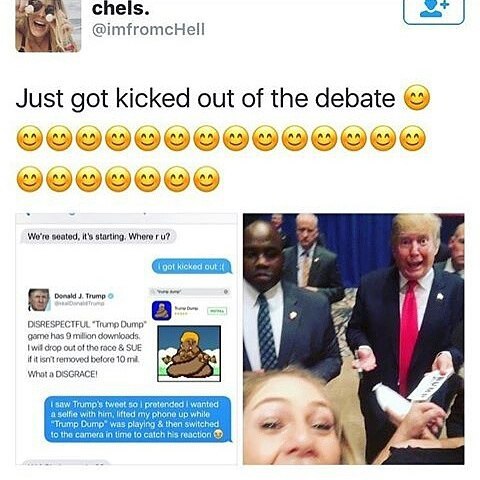 chels.
@imfromcHell
Just got kicked out of the debate 😊
😊😊😊😊😊😊😊😊😊😊😊😊😊😊
😊😊😊😊😊😊😊
We're seated, it's starting. Where r u?
i got kicked out :(
Donald J. Trump
@realDonaldTrump
DISRESPECTFUL "Trump Dump"
game has 9 million downloads.
I will drop out of the race & SUE
if it isn't removed before 10 mil.
What a DISGRACE!
"trump dump"
Trump Dump
INSTALL
i saw Trump's tweet so i pretended I wanted
a selfie with him, lifted my phone up while
"Trump Dump" was playing & then switched
to the camera in time to catch his reaction